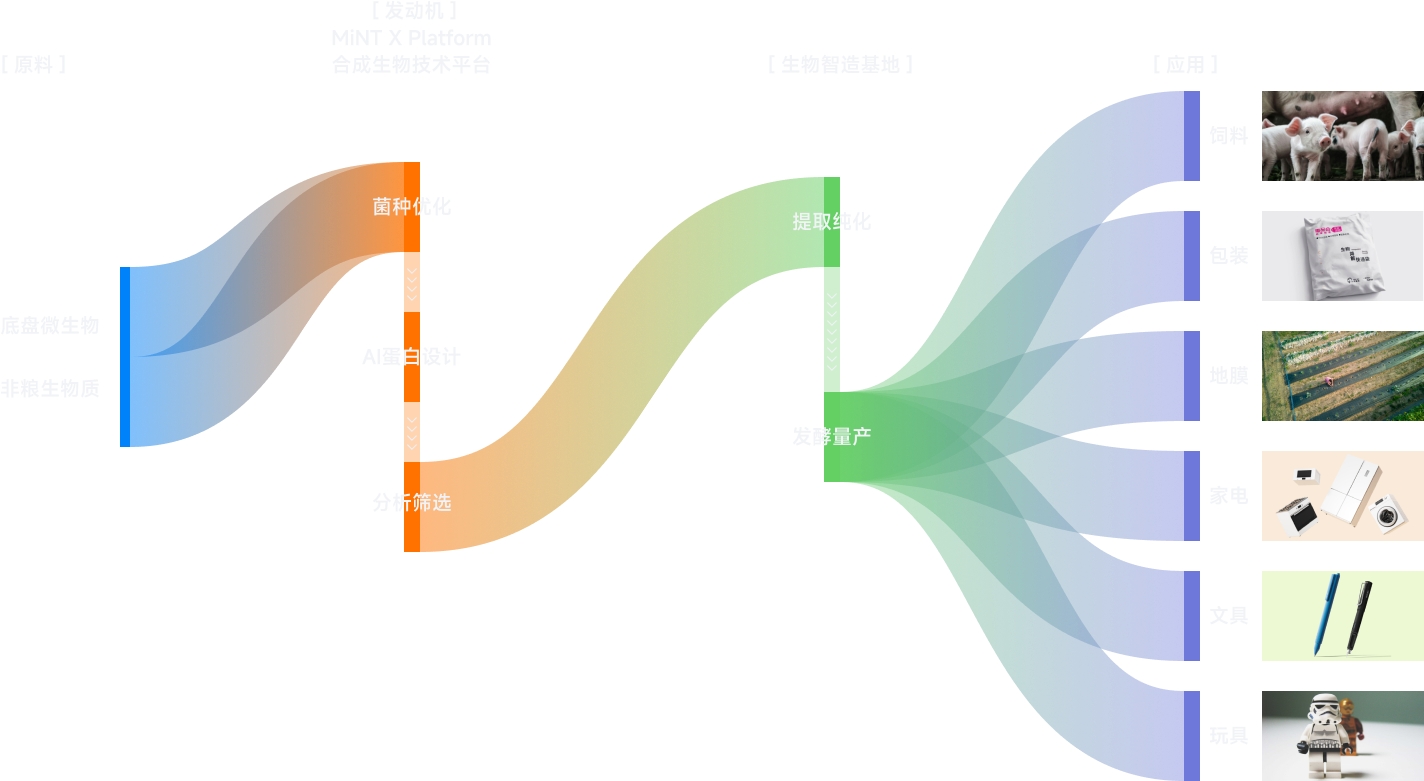 [ 原料 ]
[ 发动机 ]
MiNT X Platform
合成生物技术平台
[ 生物智造基地 ]
[ 应用 ]
底盘微生物
非粮生物质
菌种优化
AI蛋白设计
分析筛选
提取纯化
发酵量产
饲料
包装
地膜
家电
文具
玩具